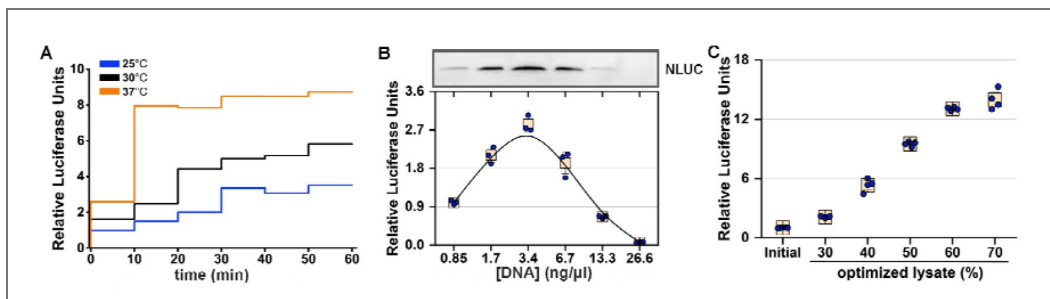 A
Relative Luciferase Units
10
8
6
4
2
0
25°C
30°C
37°C
0 10 20 30 40 50 60
time (min)
B
NLUC
Relative Luciferase Units
3.6
2.7
1.8
0.9
0.0
0.85 1.7 3.4 6.7 13.3 26.6
[DNA] (ng/µl)
C
Relative Luciferase Units
18
12
6
0
Initial 30 40 50 60 70
optimized lysate (%)